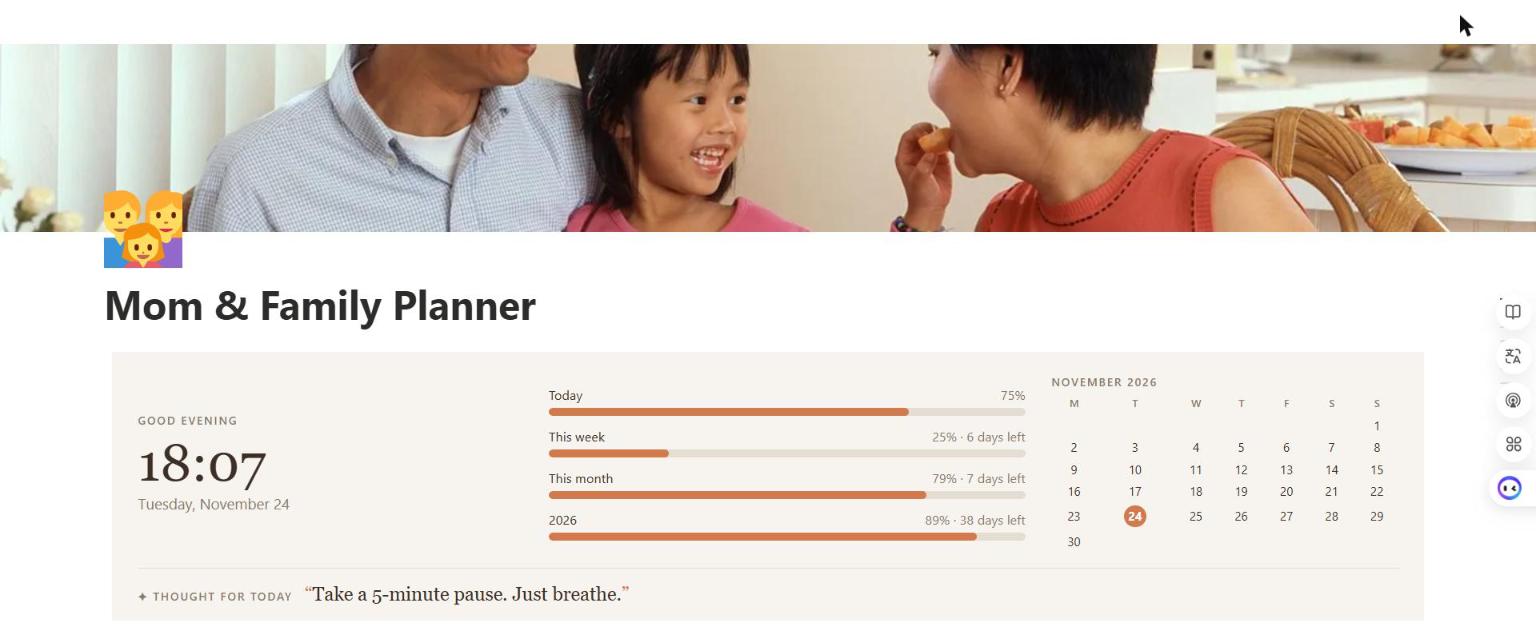 Mom & Family Planner
GOOD EVENING
18:07
Tuesday, November 24
Today 75%
This week 25% · 6 days left
This month 79% · 7 days left
2026 89% · 38 days left
NOVEMBER 2026
M T W T F S S
1
2 3 4 5 6 7 8
9 10 11 12 13 14 15
16 17 18 19 20 21 22
23 24 25 26 27 28 29
30
✦ THOUGHT FOR TODAY “Take a 5-minute pause. Just breathe.”